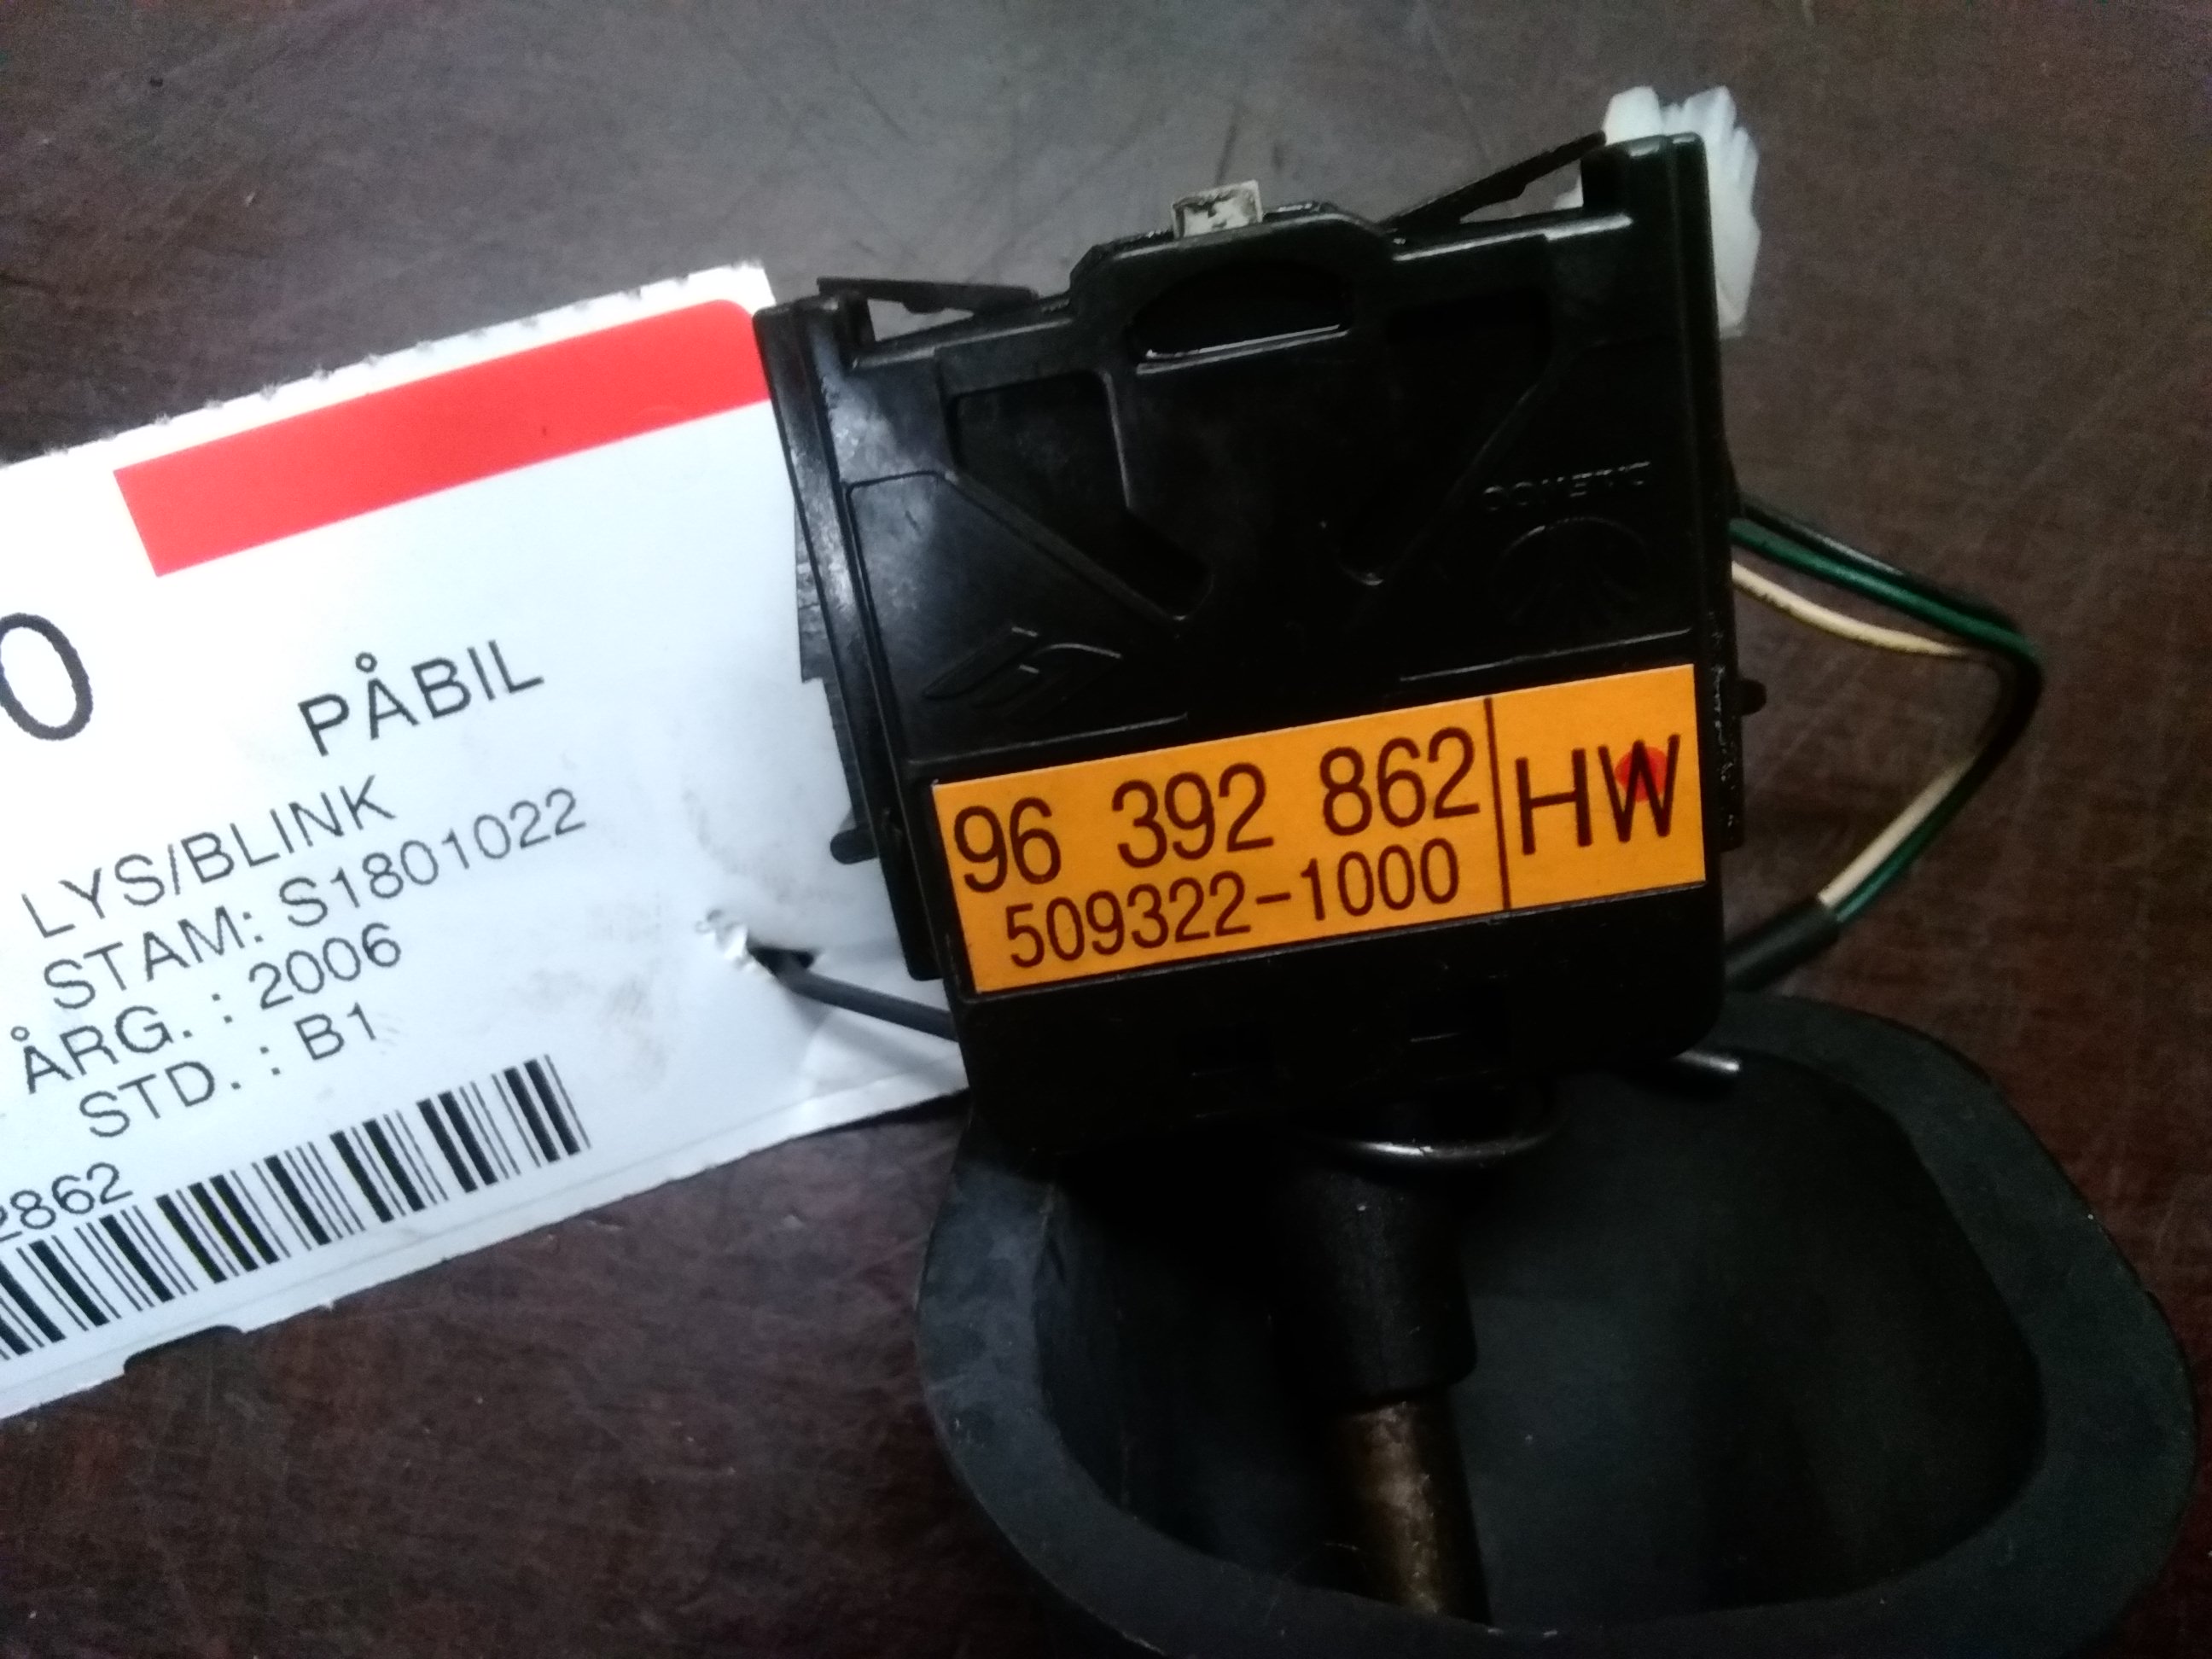 0
PÅBIL
LYS/BLINK
STAM: S1801022
ÅRG. : 2006
STD. : B1
2862
96 392 862
HW
509322-1000